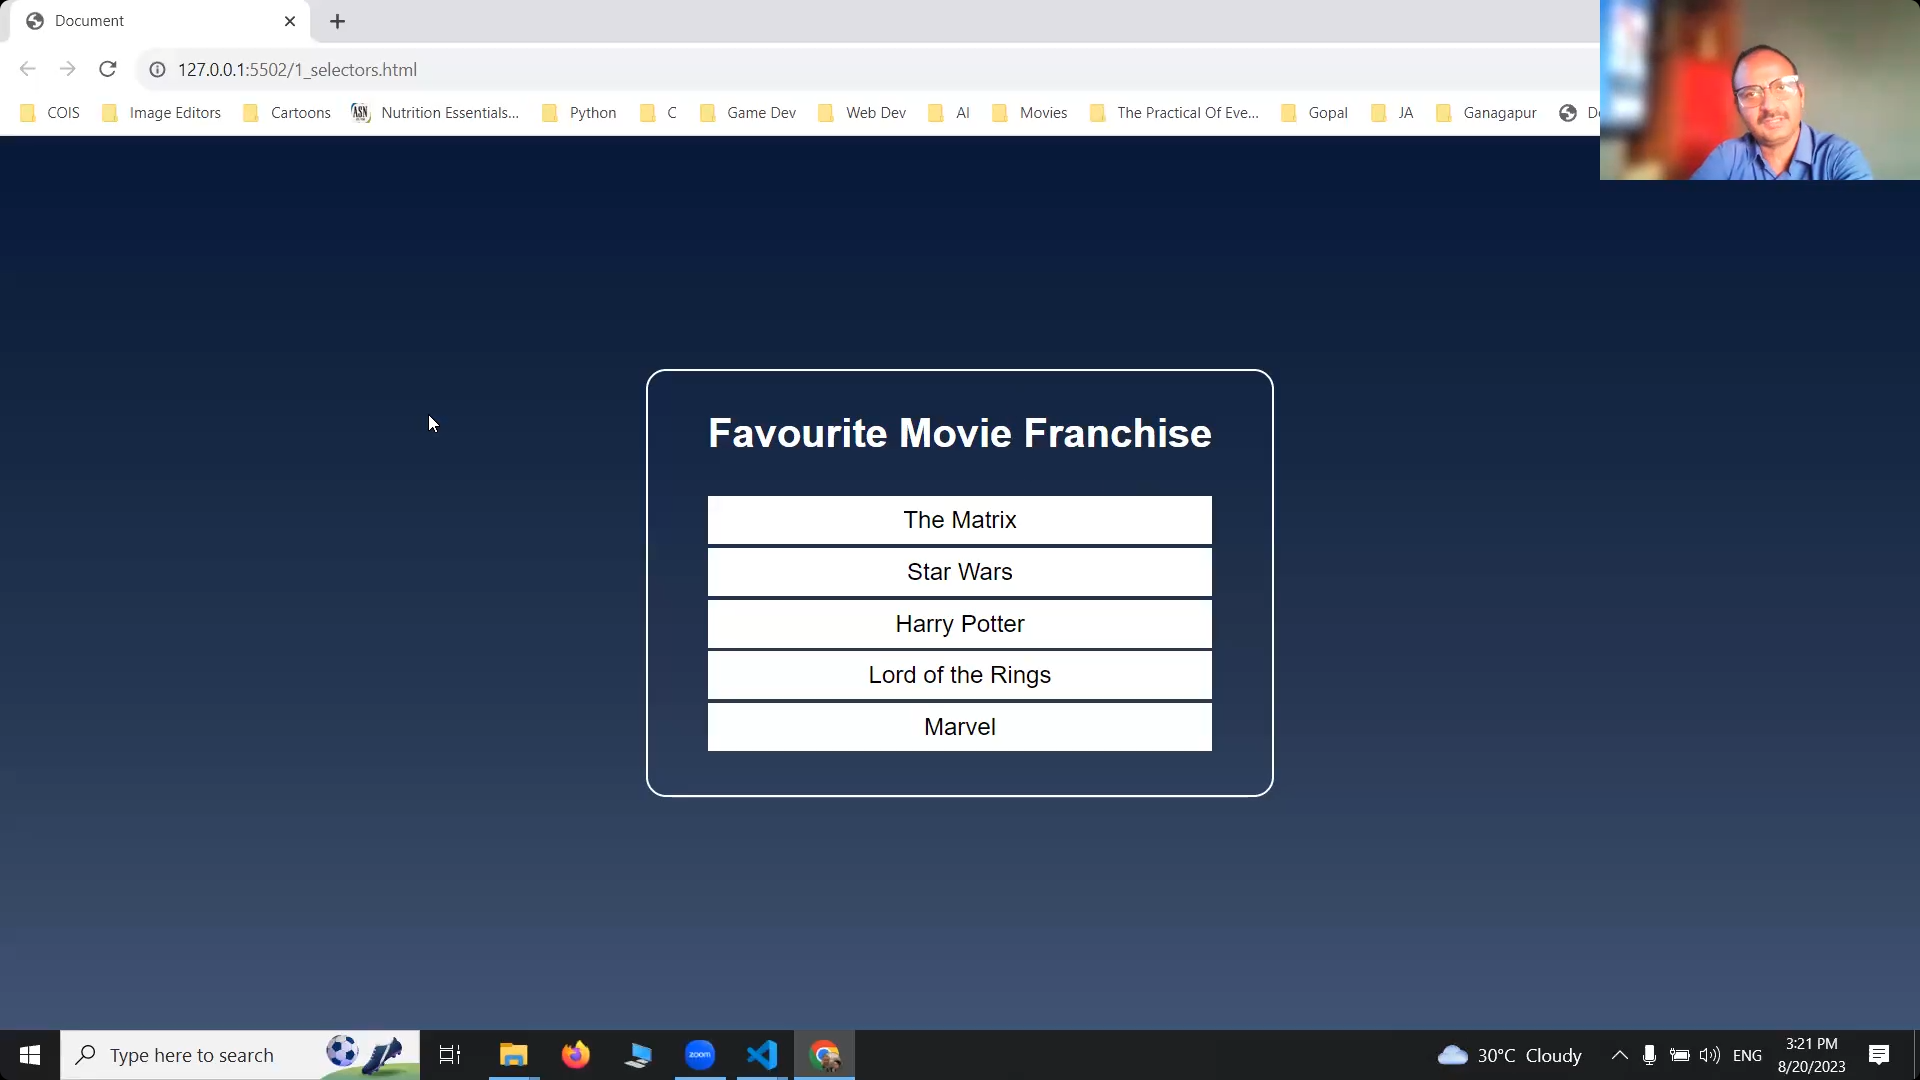 Document
127.0.0.1:5502/1_selectors.html
COIS Image Editors Cartoons ASN Nutrition Essentials... Python C Game Dev Web Dev AI Movies The Practical Of Eve... Gopal JA Ganagapur
Favourite Movie Franchise
The Matrix
Star Wars
Harry Potter
Lord of the Rings
Marvel
Type here to search
zoom
30°C Cloudy
ENG
3:21 PM
8/20/2023